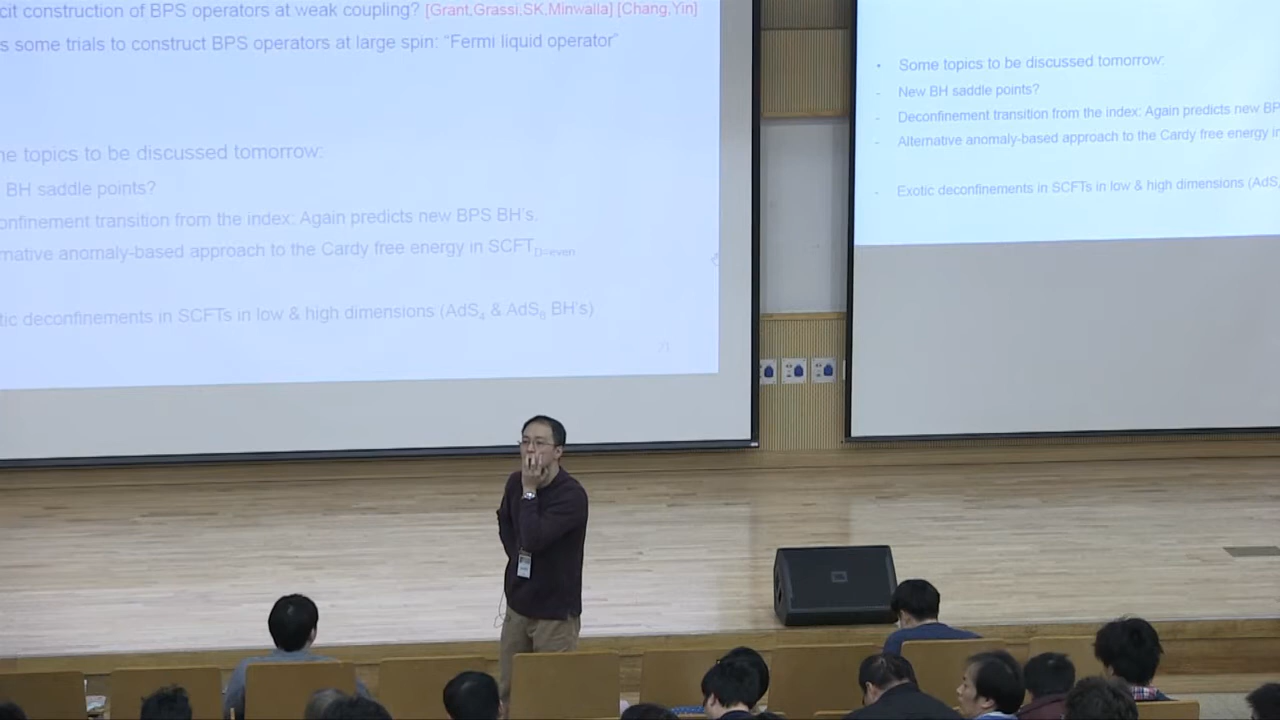 cit construction of BPS operators at weak coupling? [Grant,Grassi,SK,Minwalla] [Chang,Yin]
s some trials to construct BPS operators at large spin: “Fermi liquid operator”
ne topics to be discussed tomorrow:
BH saddle points?
onfinement transition from the index: Again predicts new BPS BH's.
rnative anomaly-based approach to the Cardy free energy in SCFT_D=even
tic deconfinements in SCFTs in low & high dimensions (AdS₄ & AdS₆ BH's)
21
• Some topics to be discussed tomorrow:
- New BH saddle points?
- Deconfinement transition from the index: Again predicts new BP
- Alternative anomaly-based approach to the Cardy free energy in
- Exotic deconfinements in SCFTs in low & high dimensions (AdS